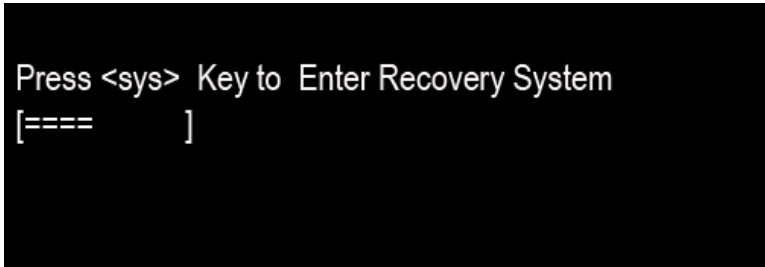 Press <sys>  Key to  Enter Recovery System
[====          ]